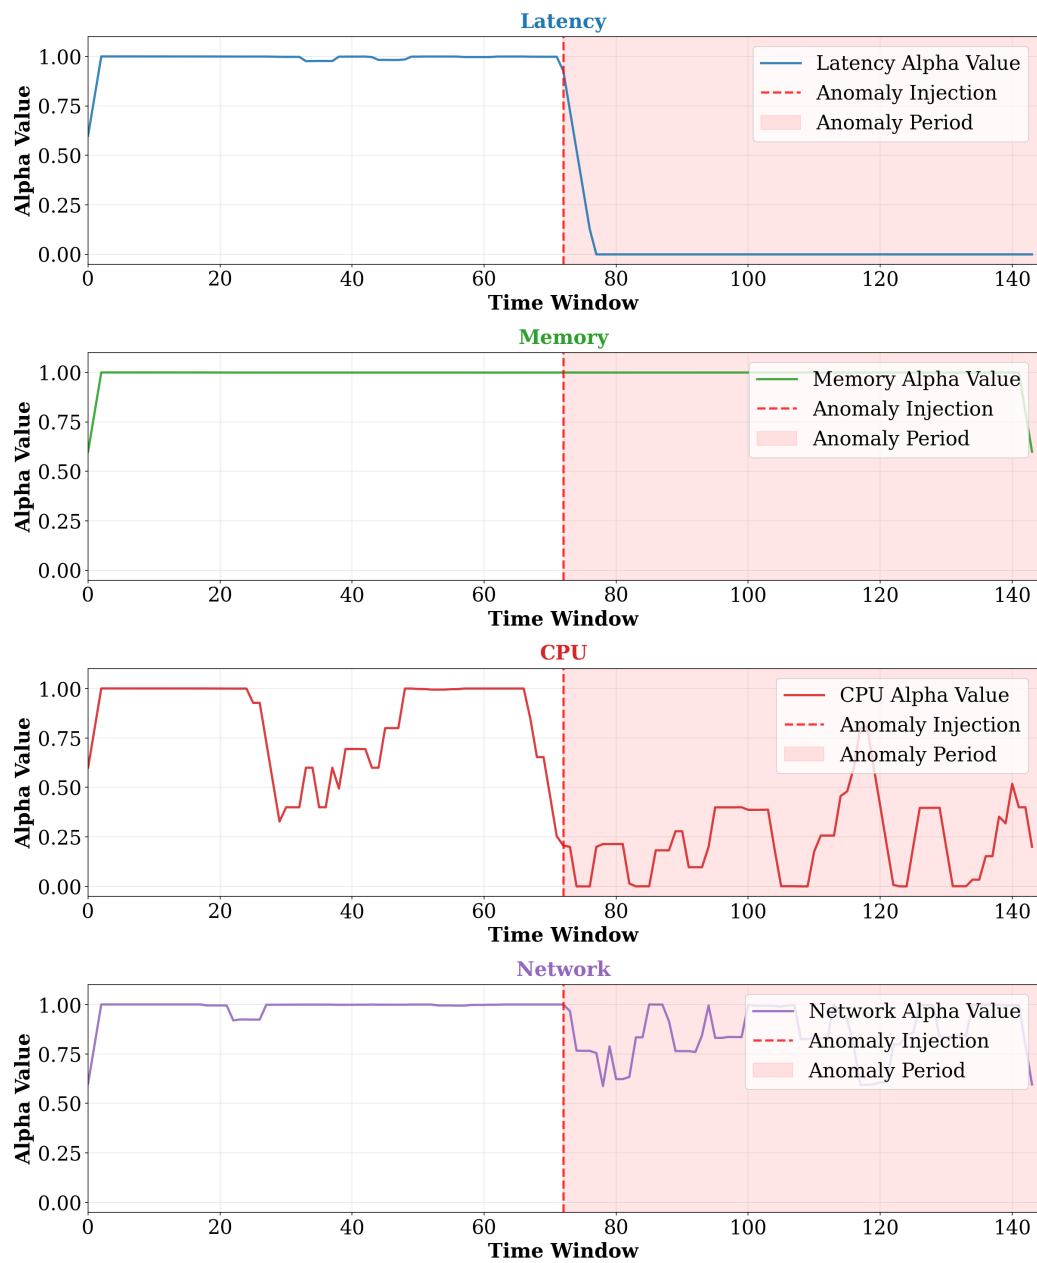 Latency
Alpha Value
1.00
0.75
0.50
0.25
0.00
Latency Alpha Value
Anomaly Injection
Anomaly Period
0 20 40 60 80 100 120 140
Time Window
Memory
Alpha Value
1.00
0.75
0.50
0.25
0.00
Memory Alpha Value
Anomaly Injection
Anomaly Period
0 20 40 60 80 100 120 140
Time Window
CPU
Alpha Value
1.00
0.75
0.50
0.25
0.00
CPU Alpha Value
Anomaly Injection
Anomaly Period
0 20 40 60 80 100 120 140
Time Window
Network
Alpha Value
1.00
0.75
0.50
0.25
0.00
Network Alpha Value
Anomaly Injection
Anomaly Period
0 20 40 60 80 100 120 140
Time Window